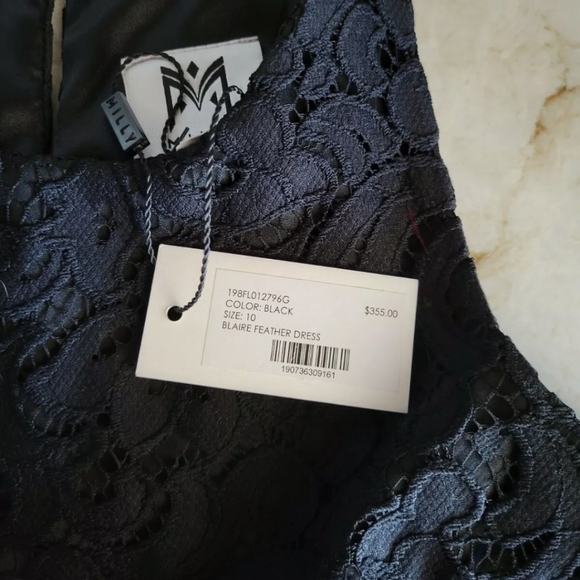 MILLY
198FL012796G
COLOR: BLACK $355.00
SIZE: 10
BLAIRE FEATHER DRESS
190736309161